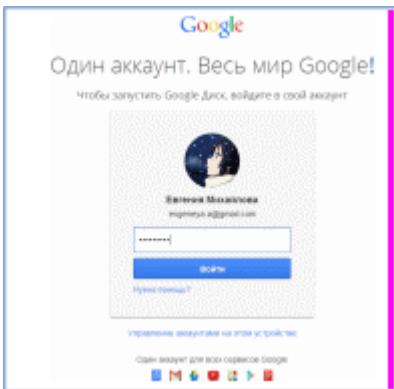 Google
Один аккаунт. Весь мир Google!
Чтобы запустить Google Диск, войдите в свой аккаунт
Евгения Михайлова
Войти
Нужна помощь?
Управление аккаунтами на этом устройстве
Один аккаунт для всех сервисов Google